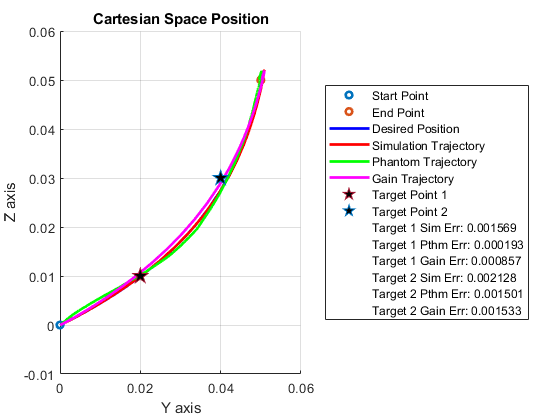 Cartesian Space Position
0.06
0.05
0.04
0.03
0.02
0.01
0
-0.01
Z axis
0 0.02 0.04 0.06
Y axis
Start Point
End Point
Desired Position
Simulation Trajectory
Phantom Trajectory
Gain Trajectory
Target Point 1
Target Point 2
Target 1 Sim Err: 0.001569
Target 1 Pthm Err: 0.000193
Target 1 Gain Err: 0.000857
Target 2 Sim Err: 0.002128
Target 2 Pthm Err: 0.001501
Target 2 Gain Err: 0.001533